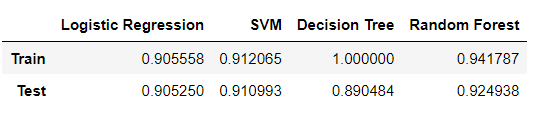 Logistic Regression SVM Decision Tree Random Forest
Train 0.905558 0.912065 1.000000 0.941787
Test 0.905250 0.910993 0.890484 0.924938